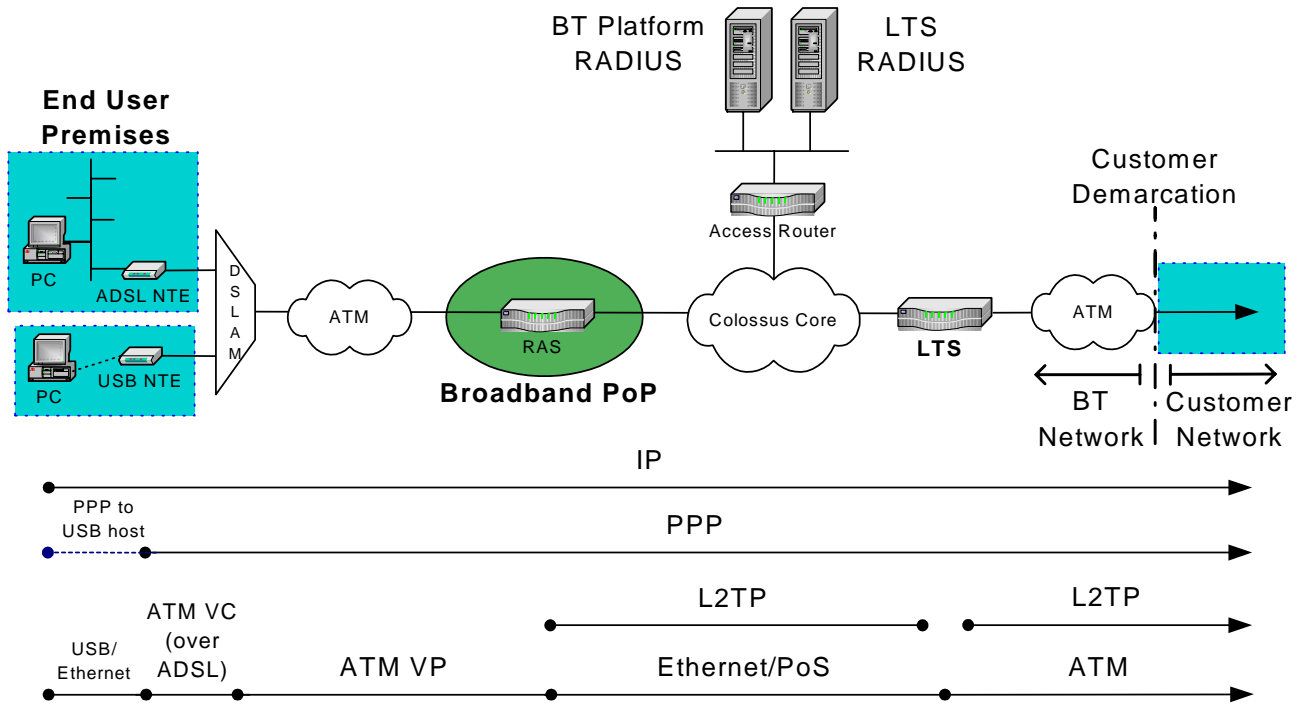 BT Platform
RADIUS
LTS
RADIUS
End User
Premises
Customer
Demarcation
Access Router
PC
ADSL NTE
DSLAM
ATM
RAS
Colossus Core
LTS
ATM
PC
USB NTE
Broadband PoP
BT
Network
Customer
Network
IP
PPP to
USB host
PPP
L2TP
L2TP
USB/
Ethernet
ATM VC
(over
ADSL)
ATM VP
Ethernet/PoS
ATM